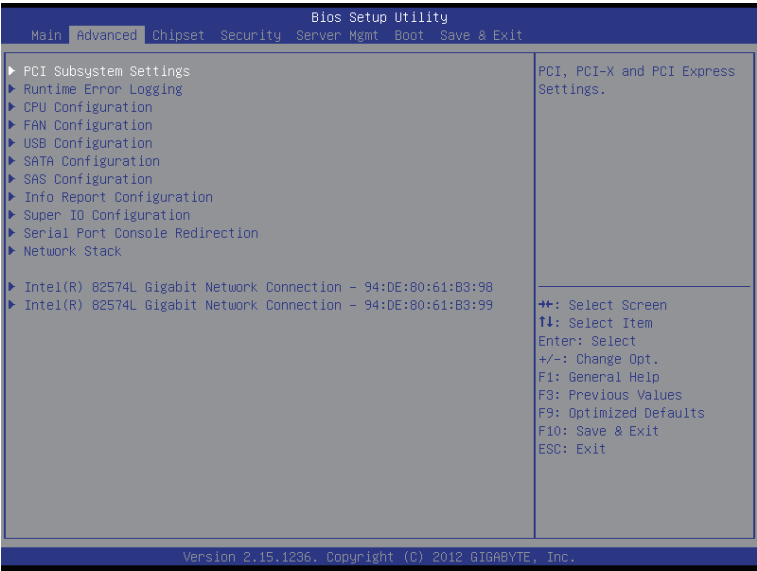 Bios Setup Utility
Main Advanced Chipset Security Server Mgmt Boot Save & Exit
PCI Subsystem Settings
Runtime Error Logging
CPU Configuration
FAN Configuration
USB Configuration
SATA Configuration
SAS Configuration
Info Report Configuration
Super IO Configuration
Serial Port Console Redirection
Network Stack
Intel(R) 82574L Gigabit Network Connection – 94:DE:80:61:B3:98
Intel(R) 82574L Gigabit Network Connection – 94:DE:80:61:B3:99
PCI, PCI-X and PCI Express
Settings.
→←: Select Screen
↑↓: Select Item
Enter: Select
+/-: Change Opt.
F1: General Help
F3: Previous Values
F9: Optimized Defaults
F10: Save & Exit
ESC: Exit
Version 2.15.1236. Copyright (C) 2012 GIGABYTE, Inc.